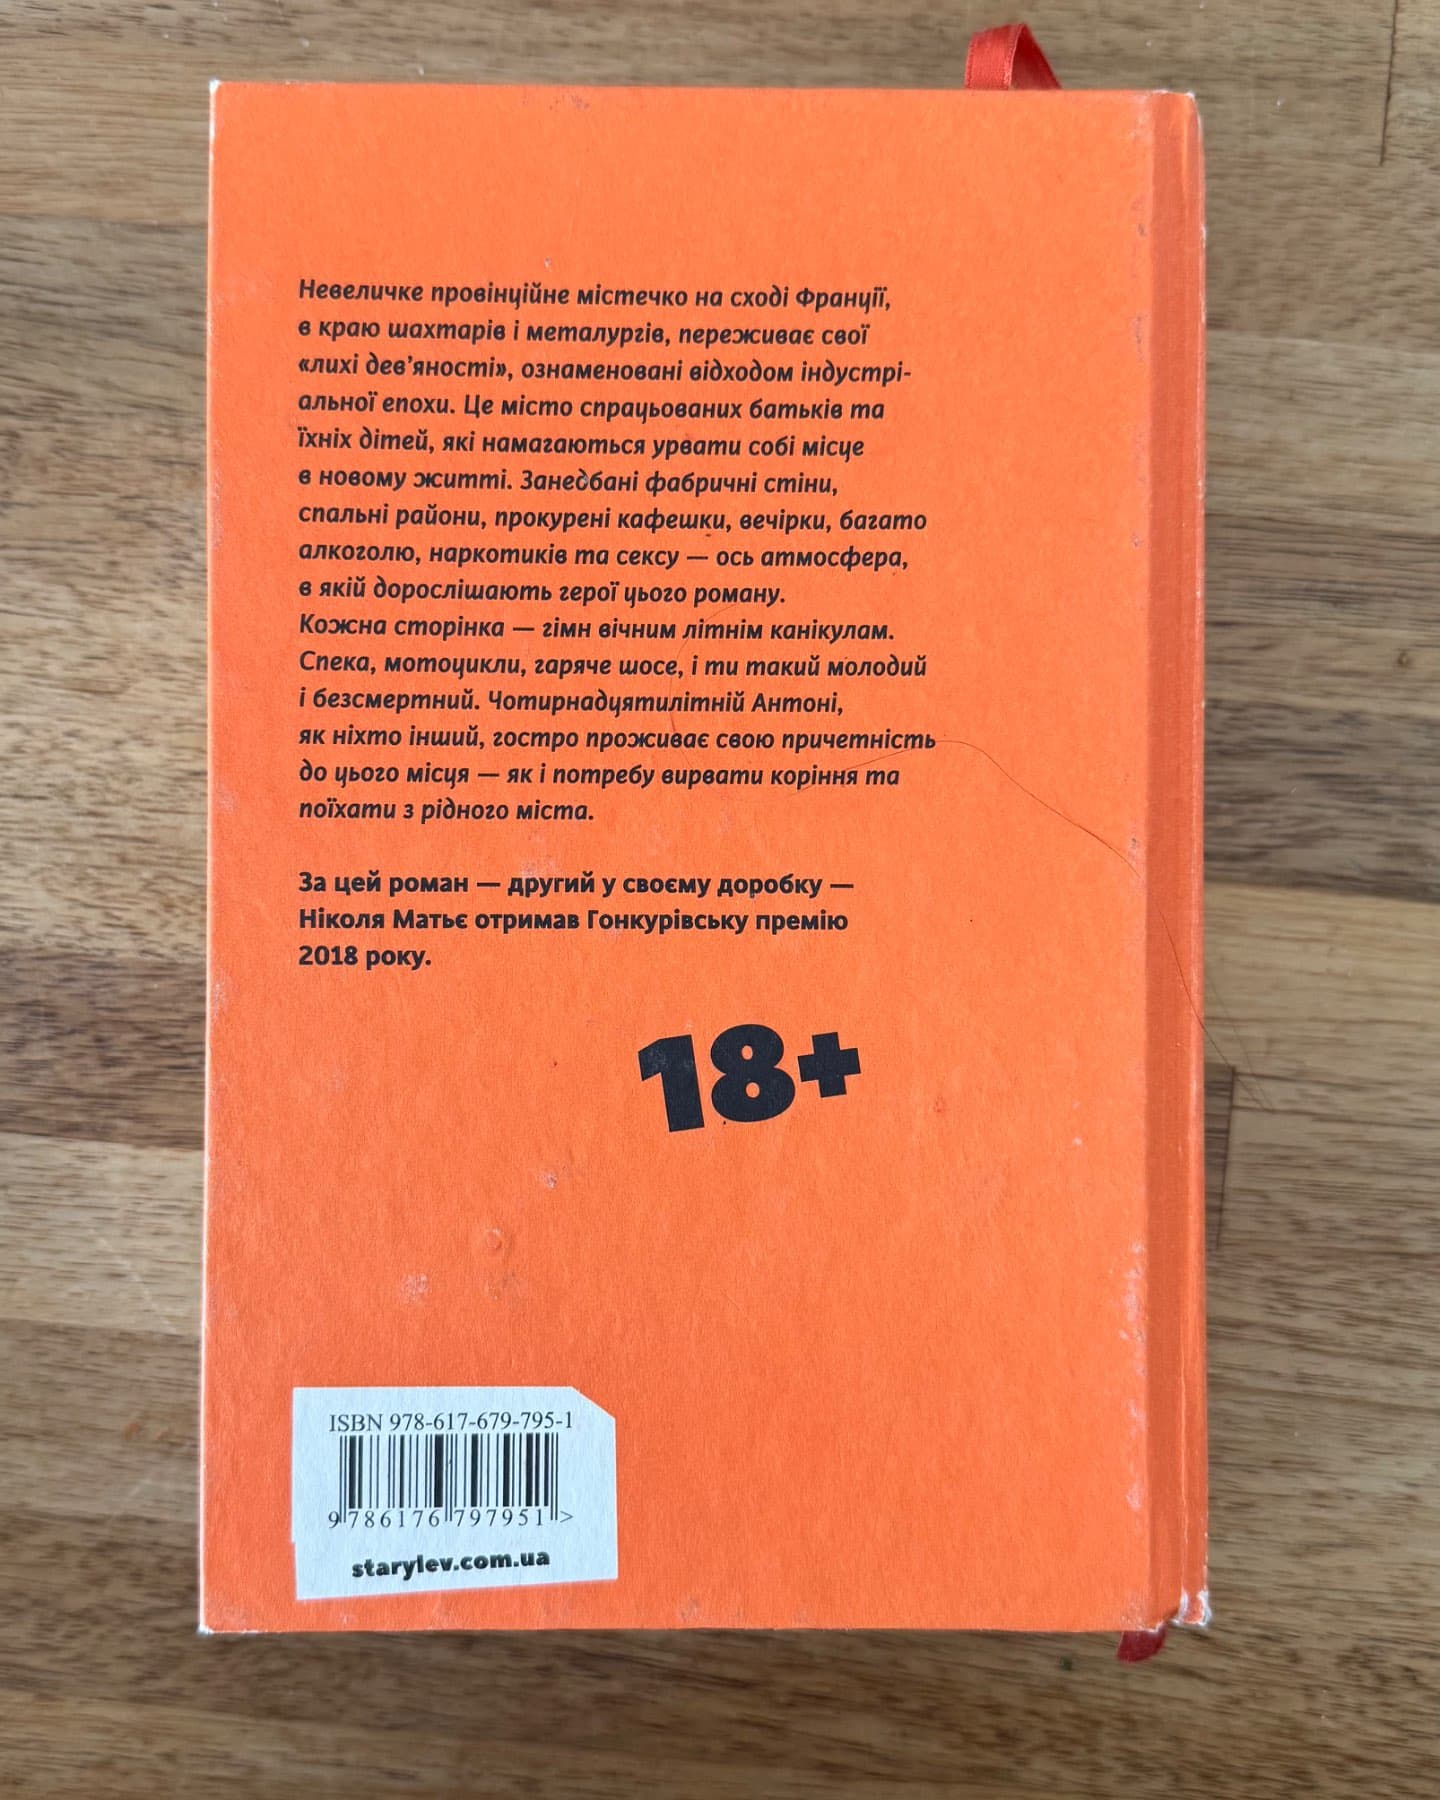 Невеличке провінційне містечко на сході Франції,
в краю шахтарів і металургів, переживає свої
«лихі дев’яності», ознаменовані відходом індустрі-
альної епохи. Це місто спрацьованих батьків та
їхніх дітей, які намагаються урвати собі місце
в новому житті. Занедбані фабричні стіни,
спальні райони, прокурені кафешки, вечірки, багато
алкоголю, наркотиків та сексу — ось атмосфера,
в якій дорослішають герої цього роману.
Кожна сторінка — гімн вічним літнім канікулам.
Спека, мотоцикли, гаряче шосе, і ти такий молодий
і безсмертний. Чотирнадцятилітній Антоні,
як ніхто інший, гостро проживає свою причетність
до цього місця — як і потребу вирвати коріння та
поїхати з рідного міста.
За цей роман — другий у своєму доробку —
Ніколя Матьє отримав Гонкурівську премію
2018 року.
18+
ISBN 978-617-679-795-1
9 786176 797951 >
starylev.com.ua